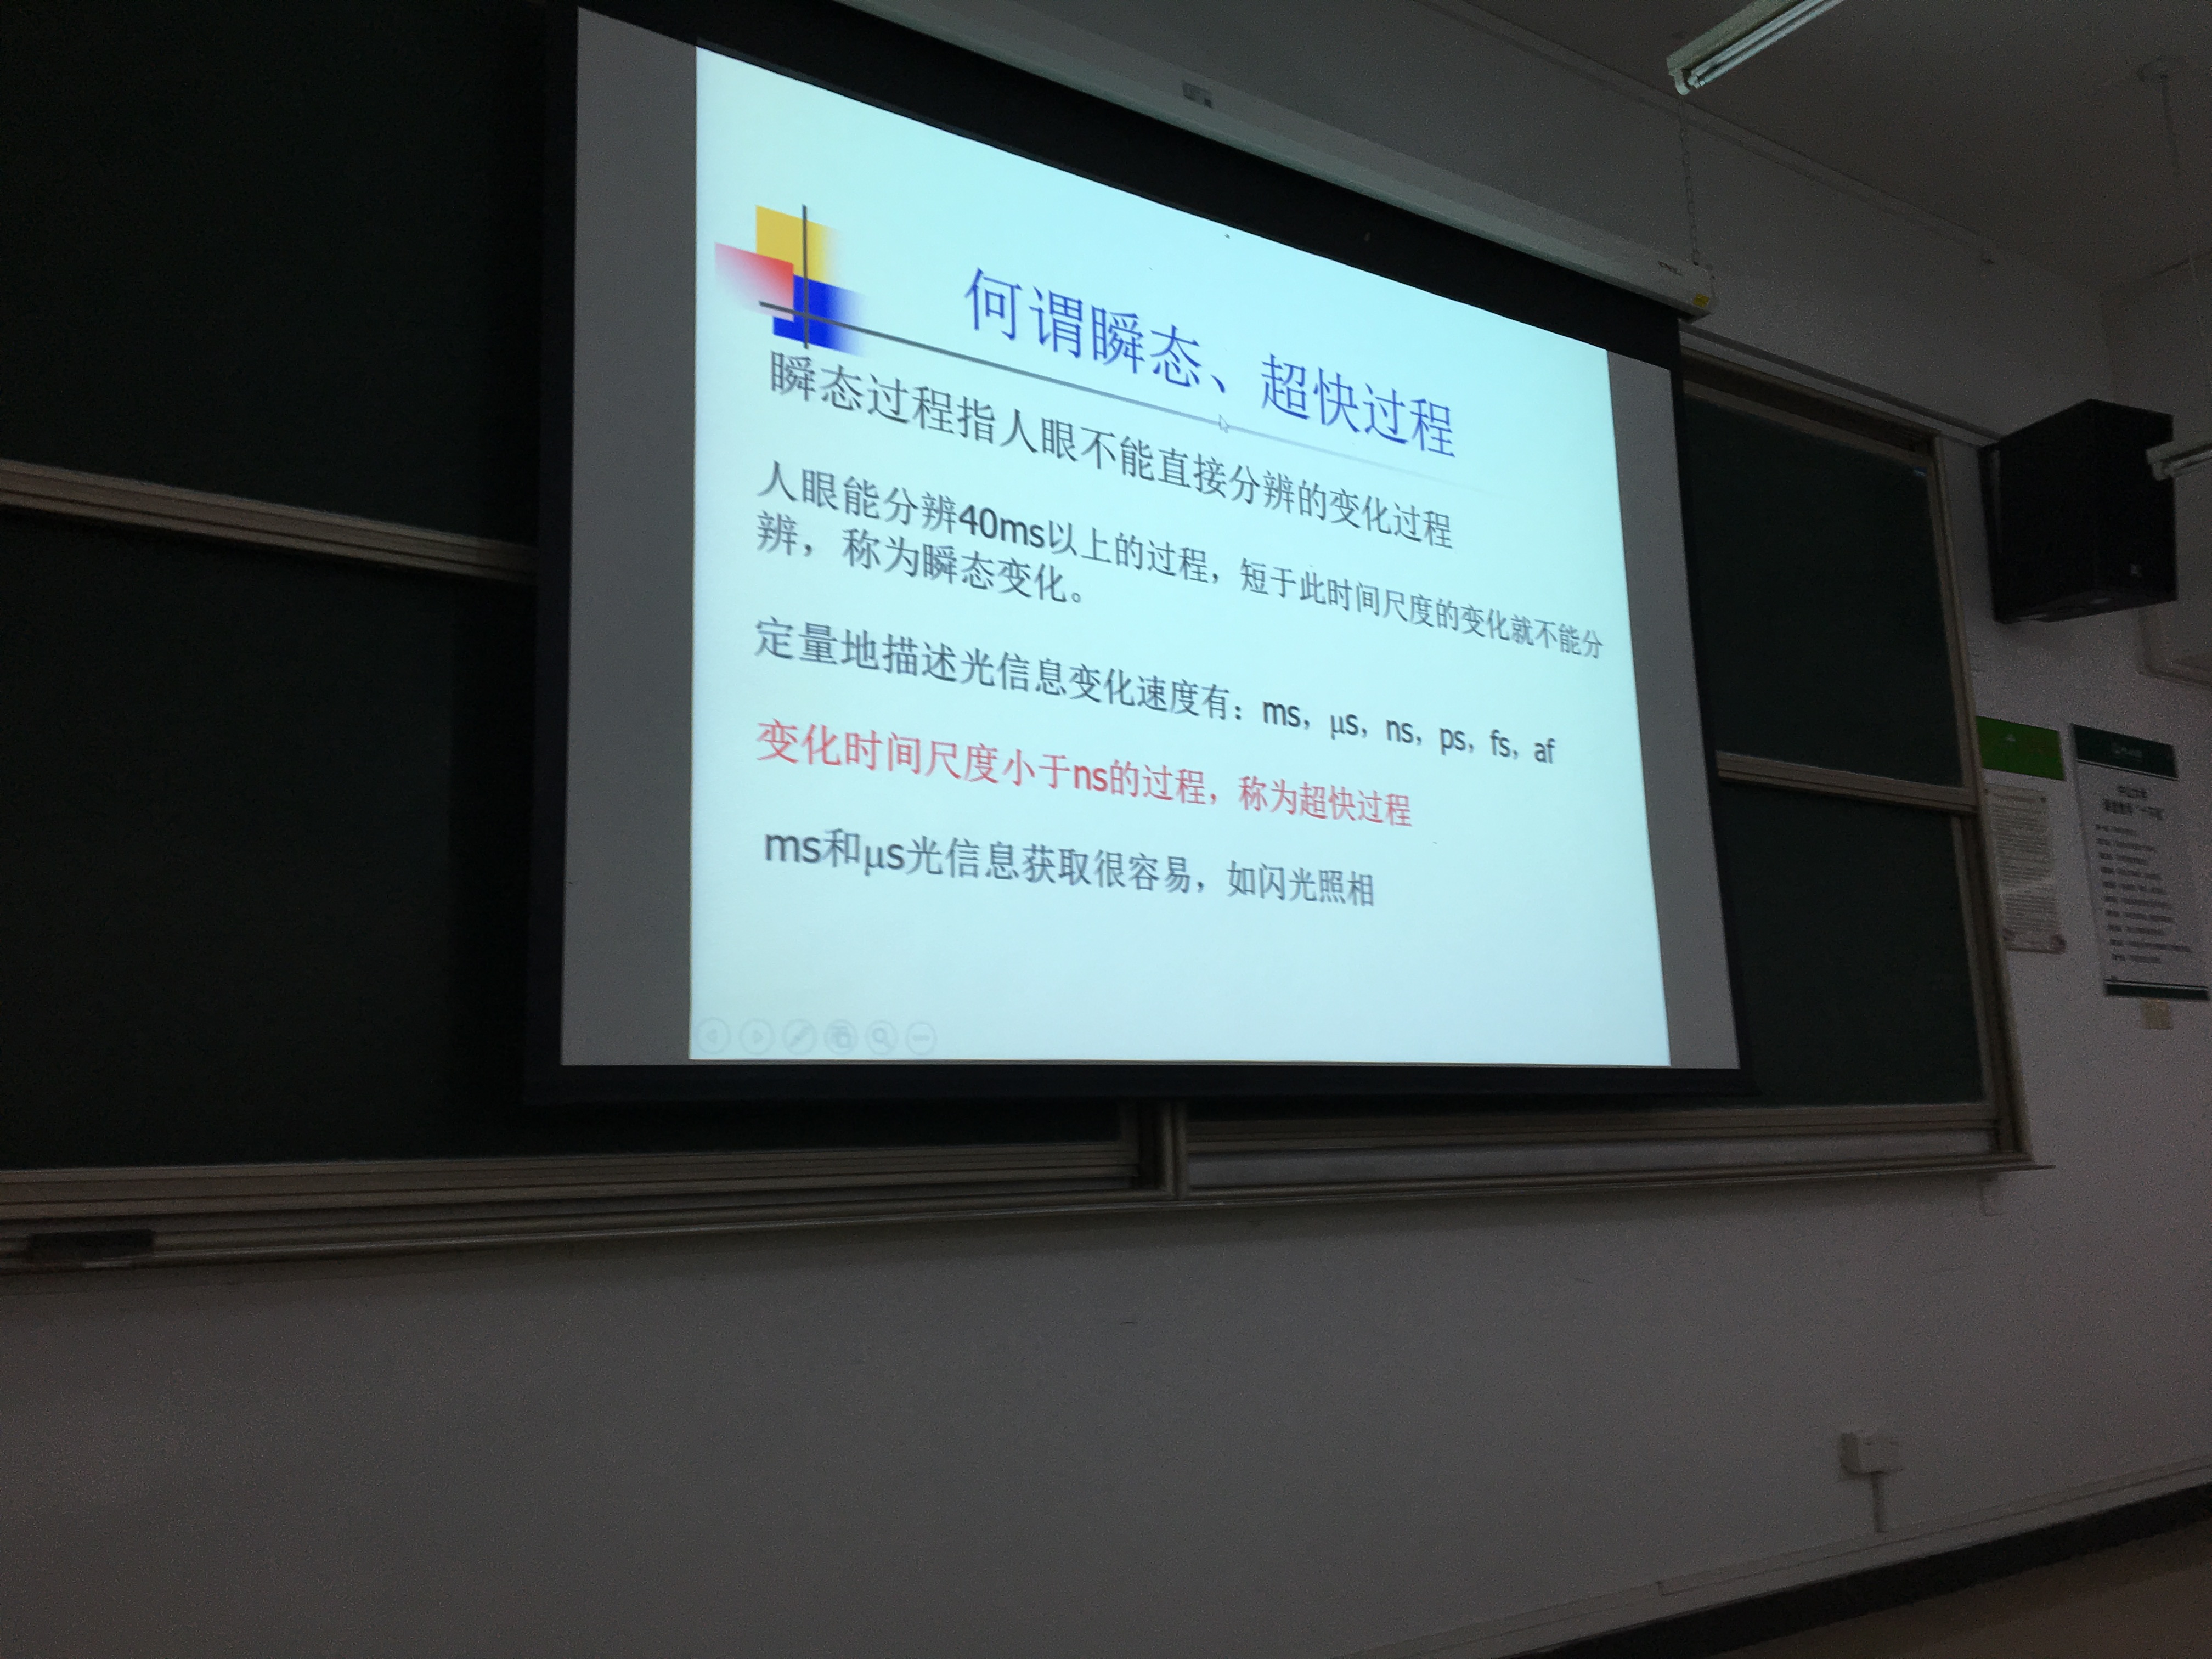 何谓瞬态、超快过程
瞬态过程指人眼不能直接分辨的变化过程
人眼能分辨40ms以上的过程，短于此时间尺度的变化就不能分
辨，称为瞬态变化。
定量地描述光信息变化速度有：ms，μs，ns，ps，fs，af
变化时间尺度小于ns的过程，称为超快过程
ms和μs光信息获取很容易，如闪光照相